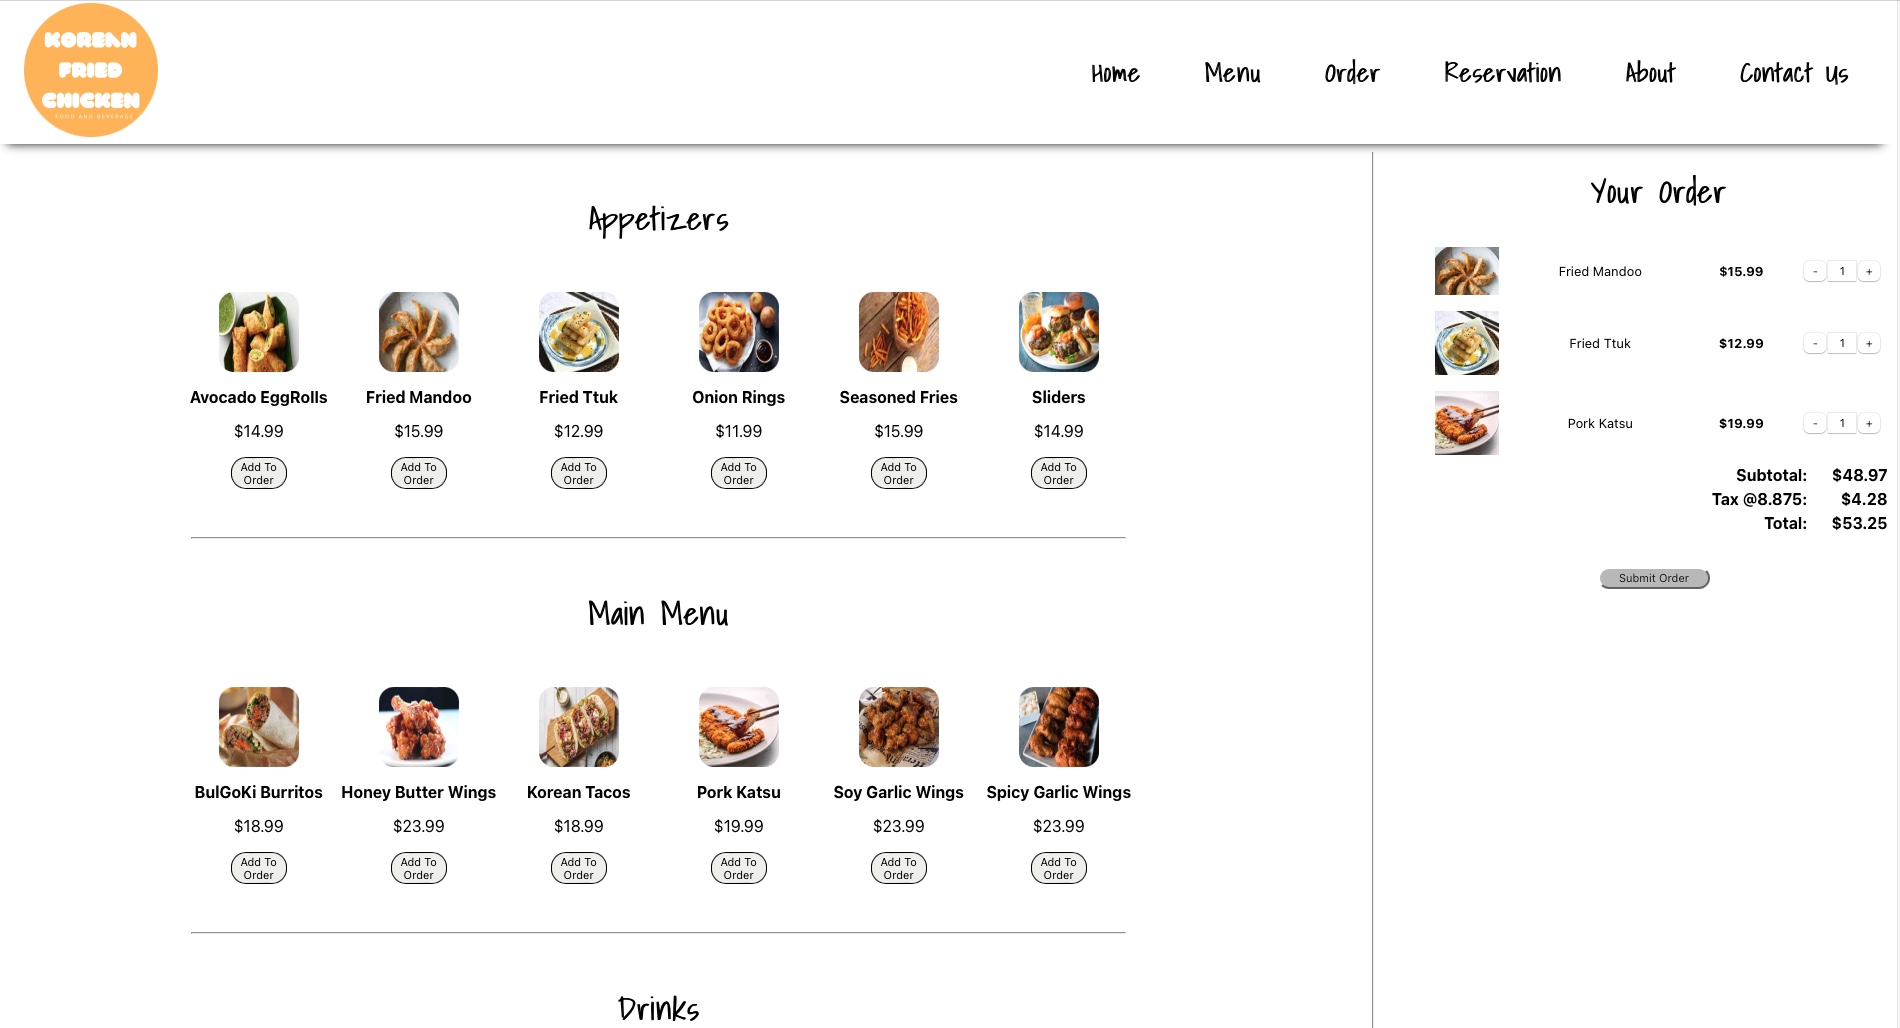 KOREAN
FRIED
CHICKEN
FOOD AND BEVERAGE
Home Menu Order Reservation About Contact Us
Appetizers
Avocado EggRolls Fried Mandoo Fried Ttuk Onion Rings Seasoned Fries Sliders
$14.99 $15.99 $12.99 $11.99 $15.99 $14.99
Add To Add To Add To Add To Add To Add To
Order Order Order Order Order Order
Main Menu
BulGoKi Burritos Honey Butter Wings Korean Tacos Pork Katsu Soy Garlic Wings Spicy Garlic Wings
$18.99 $23.99 $18.99 $19.99 $23.99 $23.99
Add To Add To Add To Add To Add To Add To
Order Order Order Order Order Order
Drinks
Your Order
Fried Mandoo $15.99 - 1 +
Fried Ttuk $12.99 - 1 +
Pork Katsu $19.99 - 1 +
Subtotal: $48.97
Tax @8.875: $4.28
Total: $53.25
Submit Order